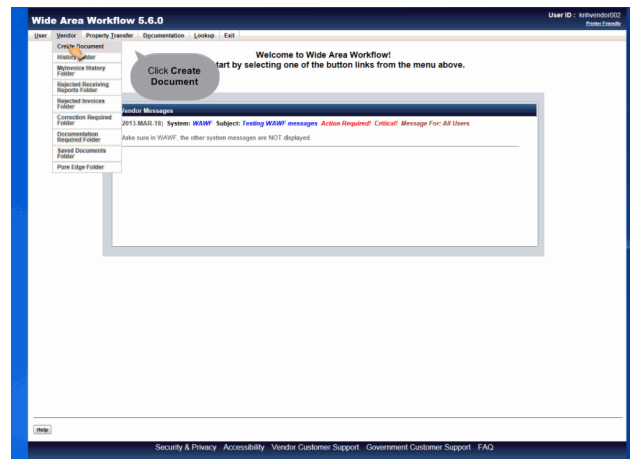 Wide Area Workflow 5.6.0
User ID : knhvendor002
Printer Friendly
User Vendor Property Transfer Documentation Lookup Exit
Create Document
History Folder
Myinvoice History
Folder
Rejected Receiving
Reports Folder
Rejected Invoices
Folder
Correction Required
Folder
Documentation
Required Folder
Saved Documents
Folder
Pure Edge Folder
Click Create
Document
Welcome to Wide Area Workflow!
tart by selecting one of the button links from the menu above.
Vendor Messages
2013-MAR-18) System: WAWF Subject: Testing WAWF messages Action Required! Critical! Message For: All Users
Make sure in WAWF, the other system messages are NOT displayed.
Help
Security & Privacy Accessibility Vendor Customer Support Government Customer Support FAQ